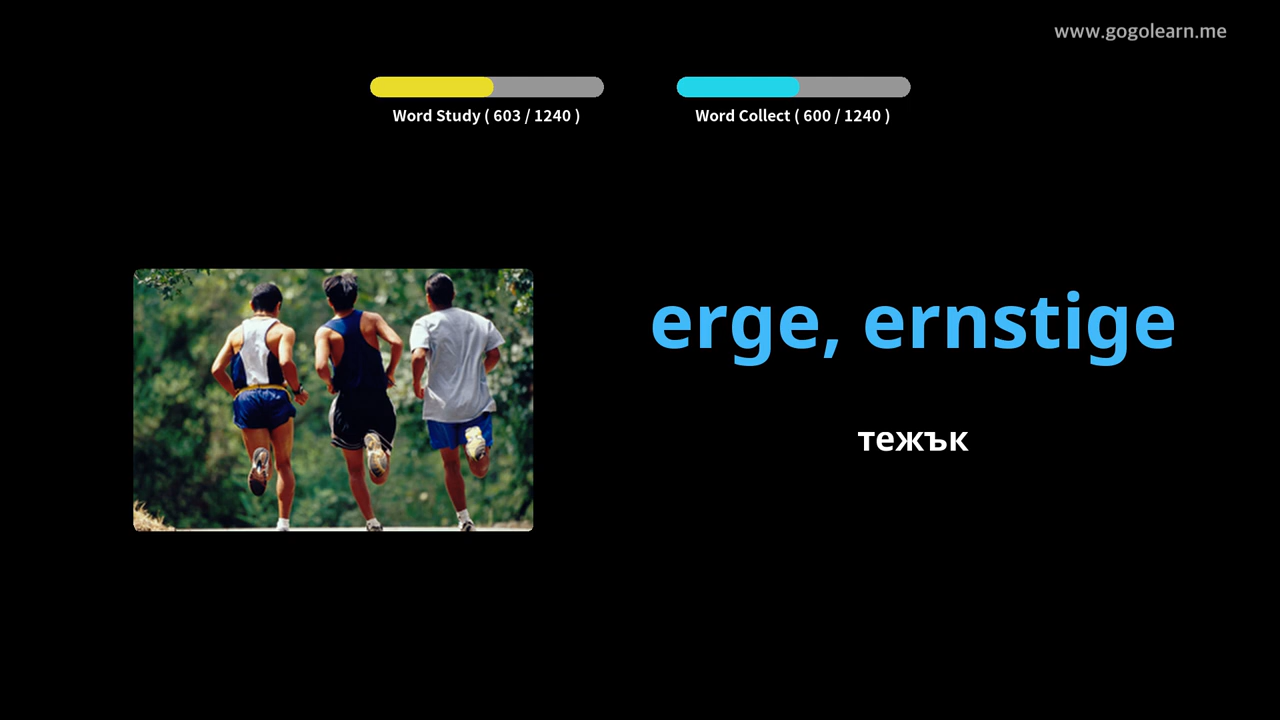 www.gogolearn.me
Word Study ( 603 / 1240 )
Word Collect ( 600 / 1240 )
erge, ernstige
тежък